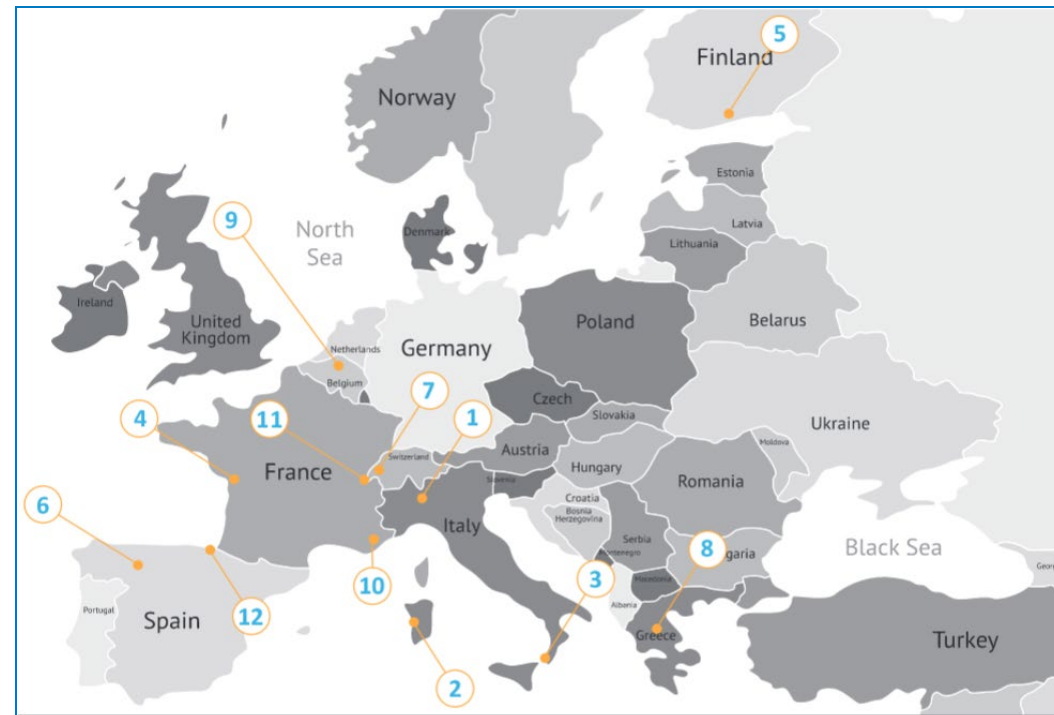 5
Finland
Norway
Estonia
9
North
Sea
Latvia
Denmark
Lithuania
Ireland
United
Kingdom
Poland
Belarus
Netherlands
Germany
Belgium
7
Czech
4
11
1
Slovakia
Ukraine
Austria
Moldova
Switzerland
France
Hungary
Slovenia
Romania
6
Croatia
Bosnia
Herzegovina
Italy
Serbia
8
garia
Black Sea
Montenegro
10
3
Macedonia
Geor
Portugal
Albania
12
Spain
Greece
Turkey
2